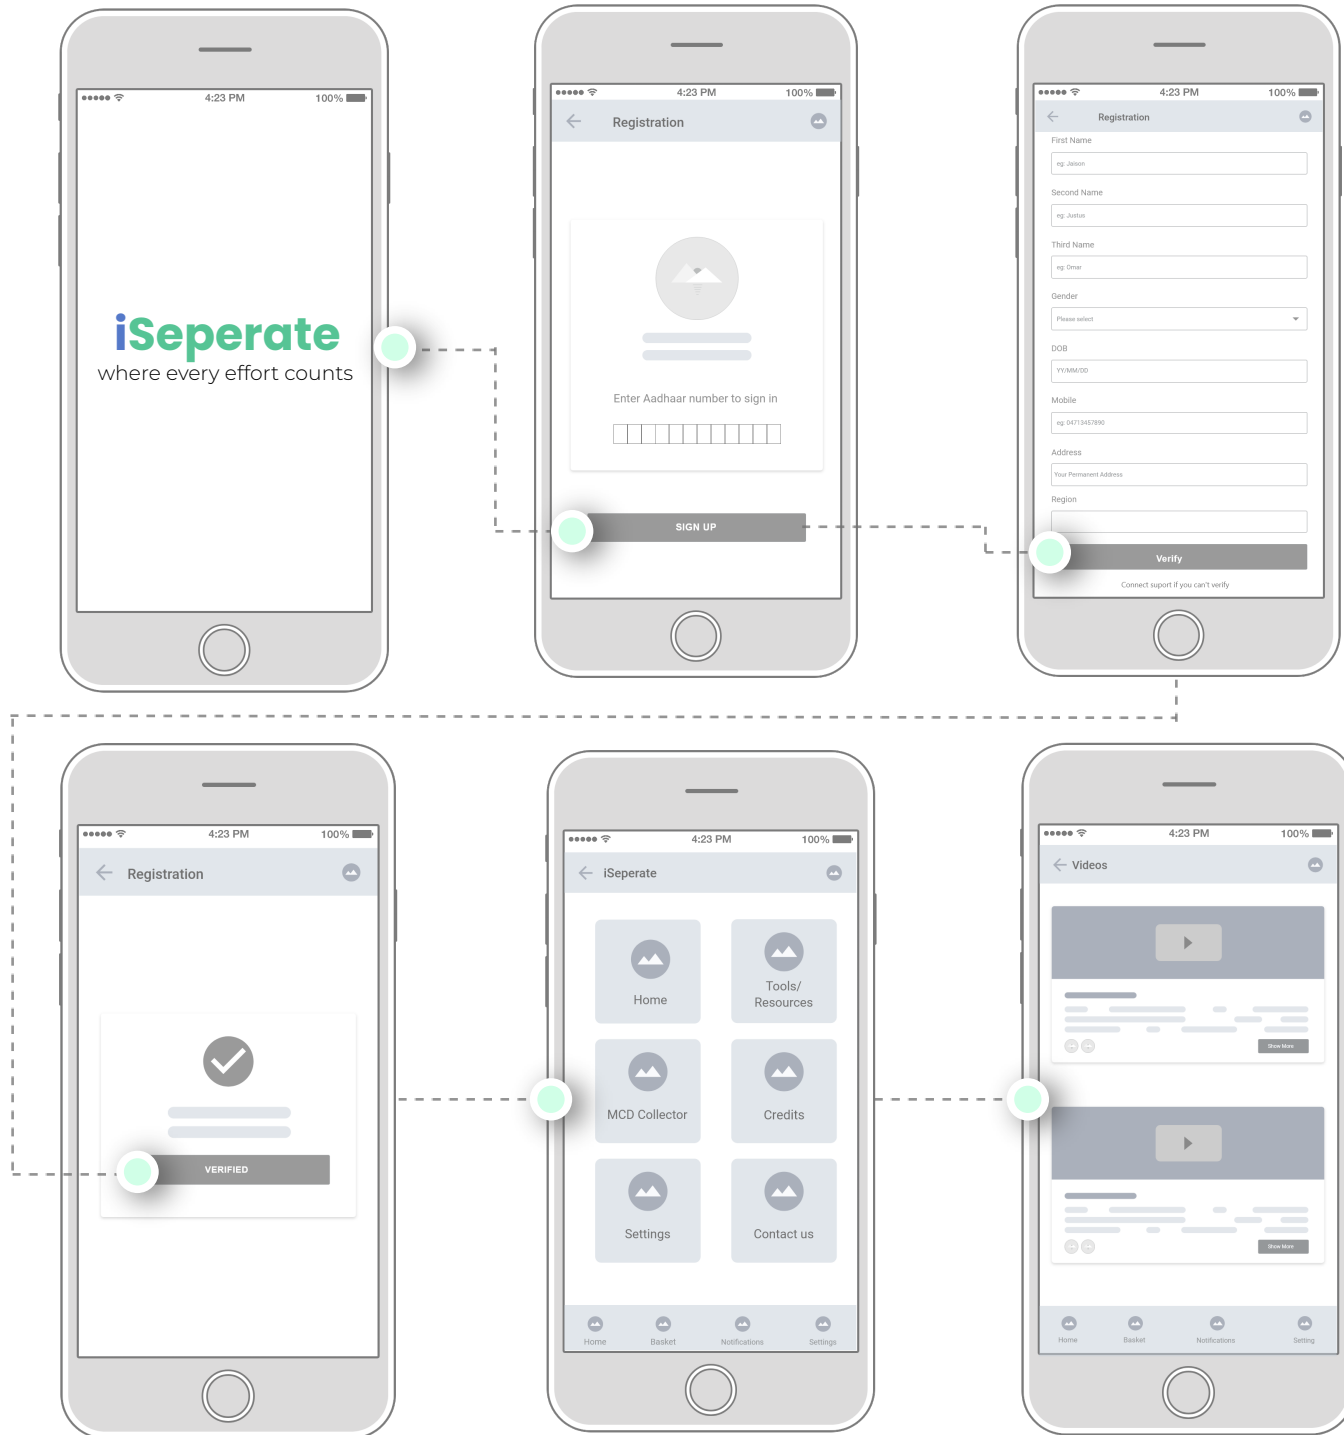 4:23 PM 100%
iSeperate
where every effort counts
4:23 PM 100%
Registration
Enter Aadhaar number to sign in
SIGN UP
4:23 PM 100%
Registration
First Name
eg: Jaison
Second Name
eg: Justus
Third Name
eg: Omar
Gender
Please select
DOB
YY/MM/DD
Mobile
eg: 04713457890
Address
Your Permanent Address
Region
Verify
Connect suport if you can't verify
4:23 PM 100%
Registration
VERIFIED
4:23 PM 100%
iSeperate
Home
Tools/
Resources
MCD Collector
Credits
Settings
Contact us
Home Basket Notifications Settings
4:23 PM 100%
Videos
Show More
Show More
Home Basket Notifications Setting